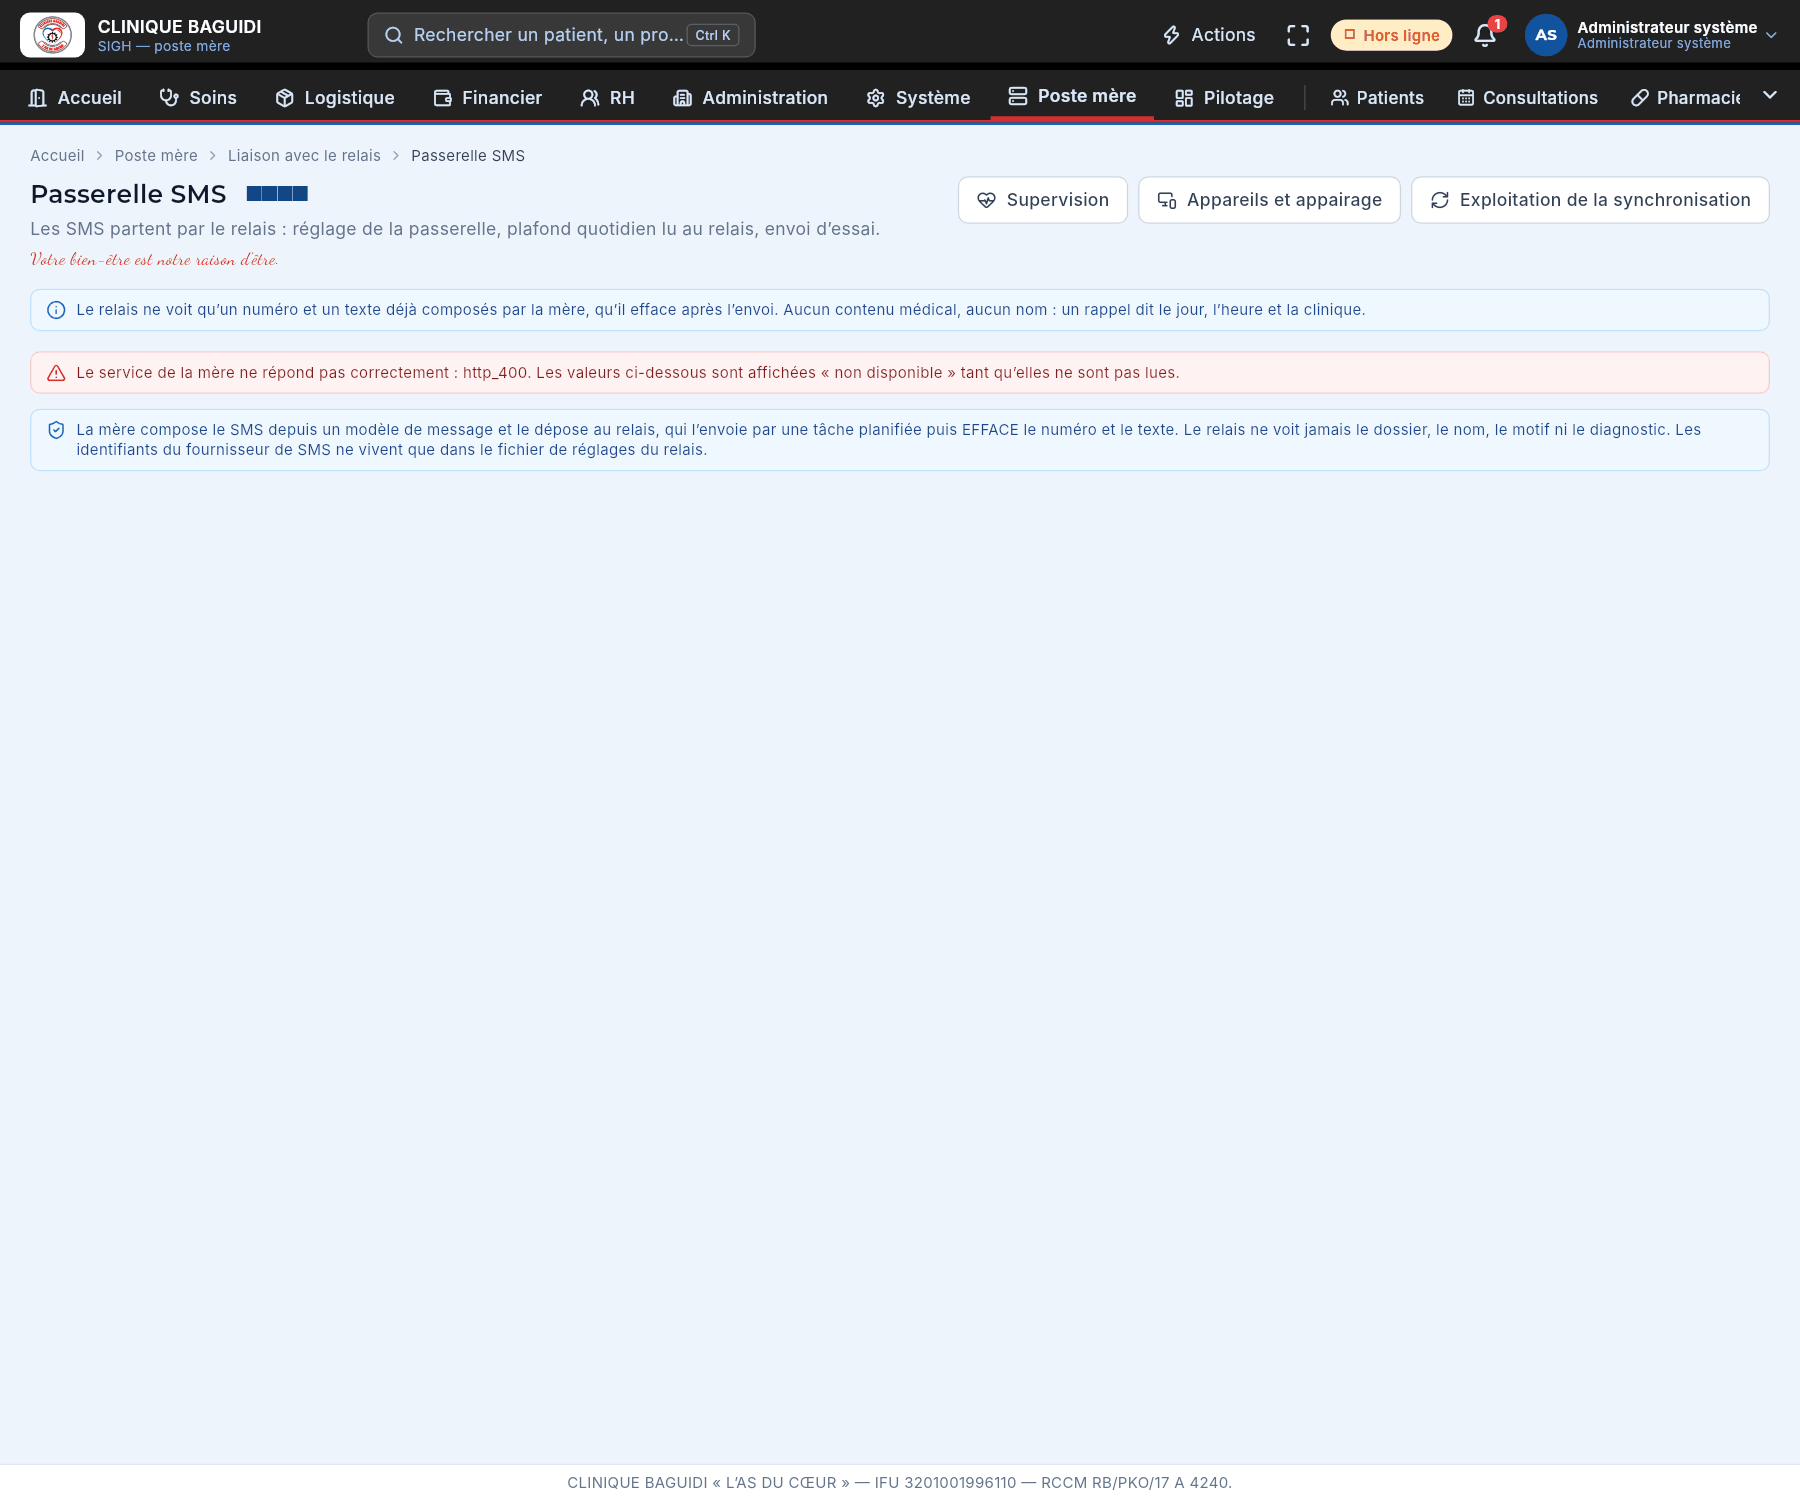 CLINIQUE BAGUIDI
SIGH — poste mère
Rechercher un patient, un pro... Ctrl K
Actions
Hors ligne
1
AS
Administrateur système
Administrateur système
Accueil
Soins
Logistique
Financier
RH
Administration
Système
Poste mère
Pilotage
Patients
Consultations
Pharmacie
Accueil > Poste mère > Liaison avec le relais > Passerelle SMS
Passerelle SMS
Supervision
Appareils et appairage
Exploitation de la synchronisation
Les SMS partent par le relais : réglage de la passerelle, plafond quotidien lu au relais, envoi d’essai.
Votre bien-être est notre raison d'être.
Le relais ne voit qu’un numéro et un texte déjà composés par la mère, qu’il efface après l’envoi. Aucun contenu médical, aucun nom : un rappel dit le jour, l’heure et la clinique.
Le service de la mère ne répond pas correctement : http_400. Les valeurs ci-dessous sont affichées « non disponible » tant qu’elles ne sont pas lues.
La mère compose le SMS depuis un modèle de message et le dépose au relais, qui l’envoie par une tâche planifiée puis EFFACE le numéro et le texte. Le relais ne voit jamais le dossier, le nom, le motif ni le diagnostic. Les
identifiants du fournisseur de SMS ne vivent que dans le fichier de réglages du relais.
CLINIQUE BAGUIDI « L’AS DU CŒUR » — IFU 3201001996110 — RCCM RB/PKO/17 A 4240.